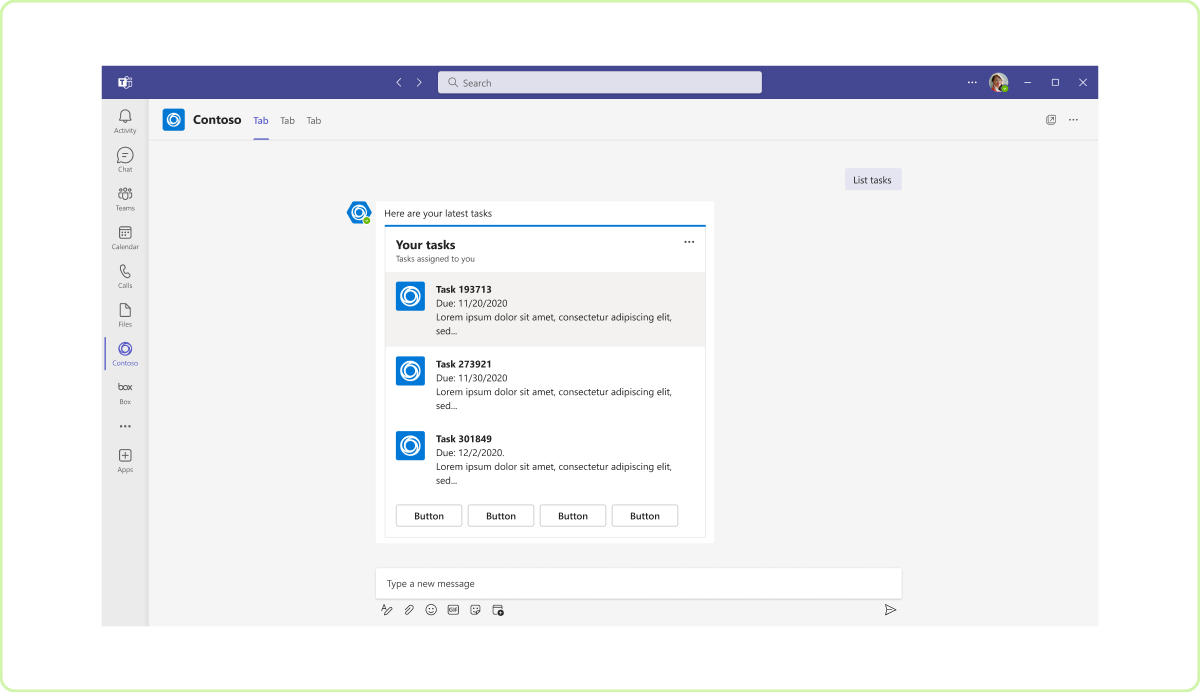 Search
Activity
Chat
Teams
Calendar
Calls
Files
Contoso
box
Box
Apps
Contoso
Tab Tab Tab
List tasks
Here are your latest tasks
Your tasks
Tasks assigned to you
Task 193713
Due: 11/20/2020
Lorem ipsum dolor sit amet, consectetur adipiscing elit,
sed...
Task 273921
Due: 11/30/2020
Lorem ipsum dolor sit amet, consectetur adipiscing elit,
sed...
Task 301849
Due: 12/2/2020.
Lorem ipsum dolor sit amet, consectetur adipiscing elit,
sed...
Button Button Button Button
Type a new message
GIF